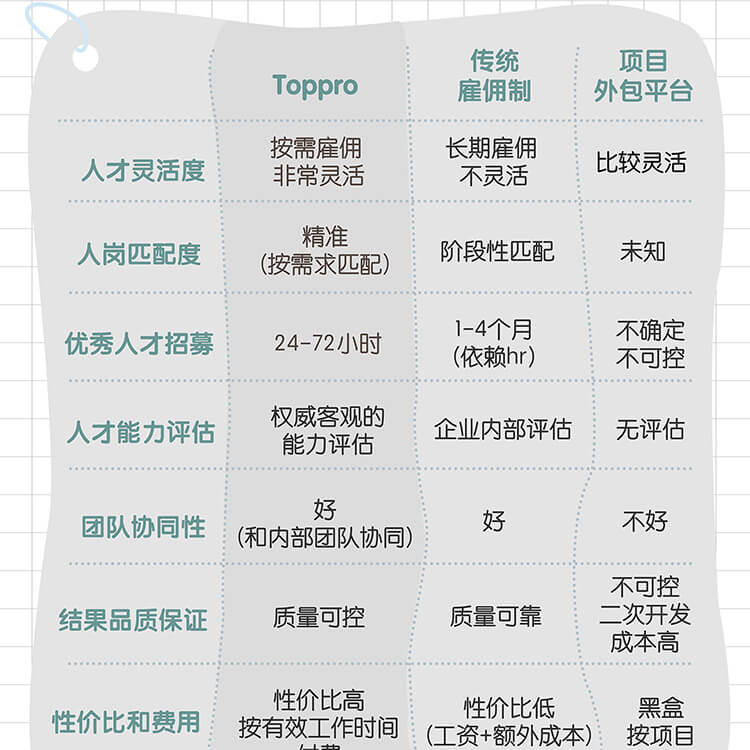 Toppro
传统
雇佣制
项目
外包平台
人才灵活度
按需雇佣
非常灵活
长期雇佣
不灵活
比较灵活
人岗匹配度
精准
(按需求匹配)
阶段性匹配
未知
优秀人才招募
24-72小时
1-4个月
(依赖hr)
不确定
不可控
人才能力评估
权威客观的
能力评估
企业内部评估
无评估
团队协同性
好
(和内部团队协同)
好
不好
结果品质保证
质量可控
质量可靠
不可控
二次开发
成本高
性价比和费用
性价比高
按有效工作时间
性价比低
(工资+额外成本)
黑盒
按项目